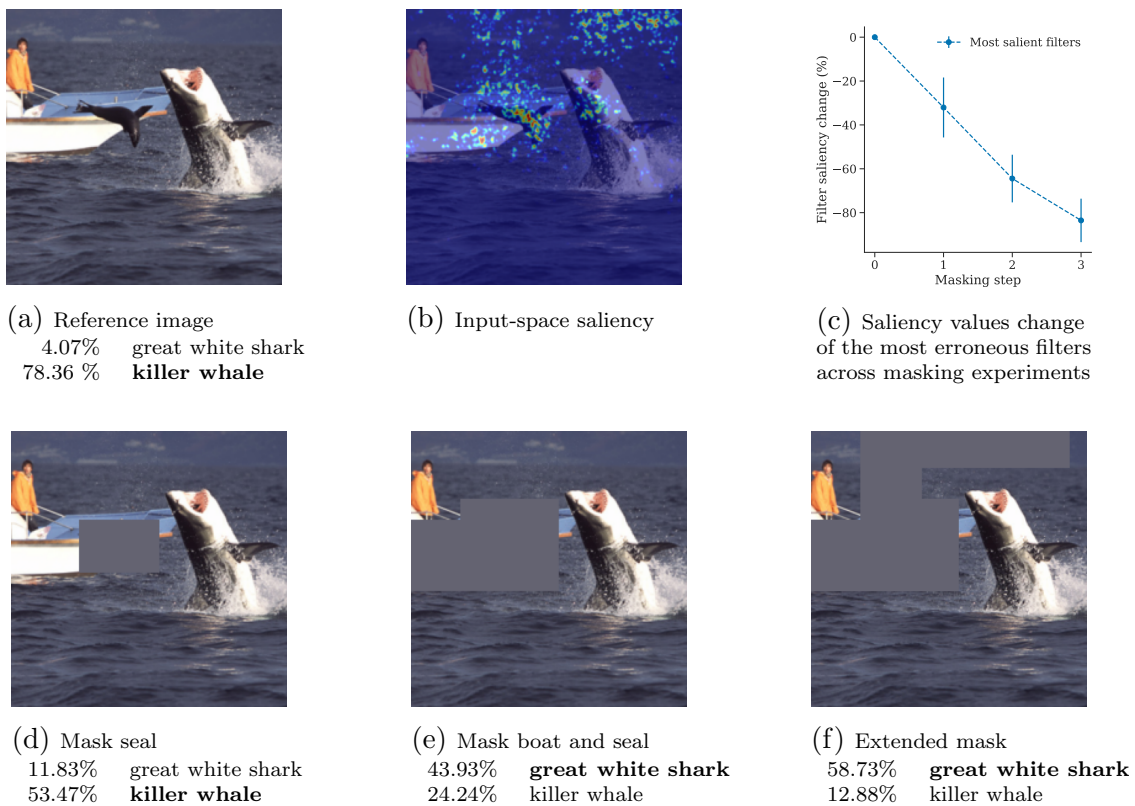 0
−20
−40
−60
−80
Filter saliency change (%)
Most salient filters
0 1 2 3
Masking step
(a) Reference image
4.07% great white shark
78.36 % killer whale
(b) Input-space saliency
(c) Saliency values change
of the most erroneous filters
across masking experiments
(d) Mask seal
11.83% great white shark
53.47% killer whale
(e) Mask boat and seal
43.93% great white shark
24.24% killer whale
(f) Extended mask
58.73% great white shark
12.88% killer whale